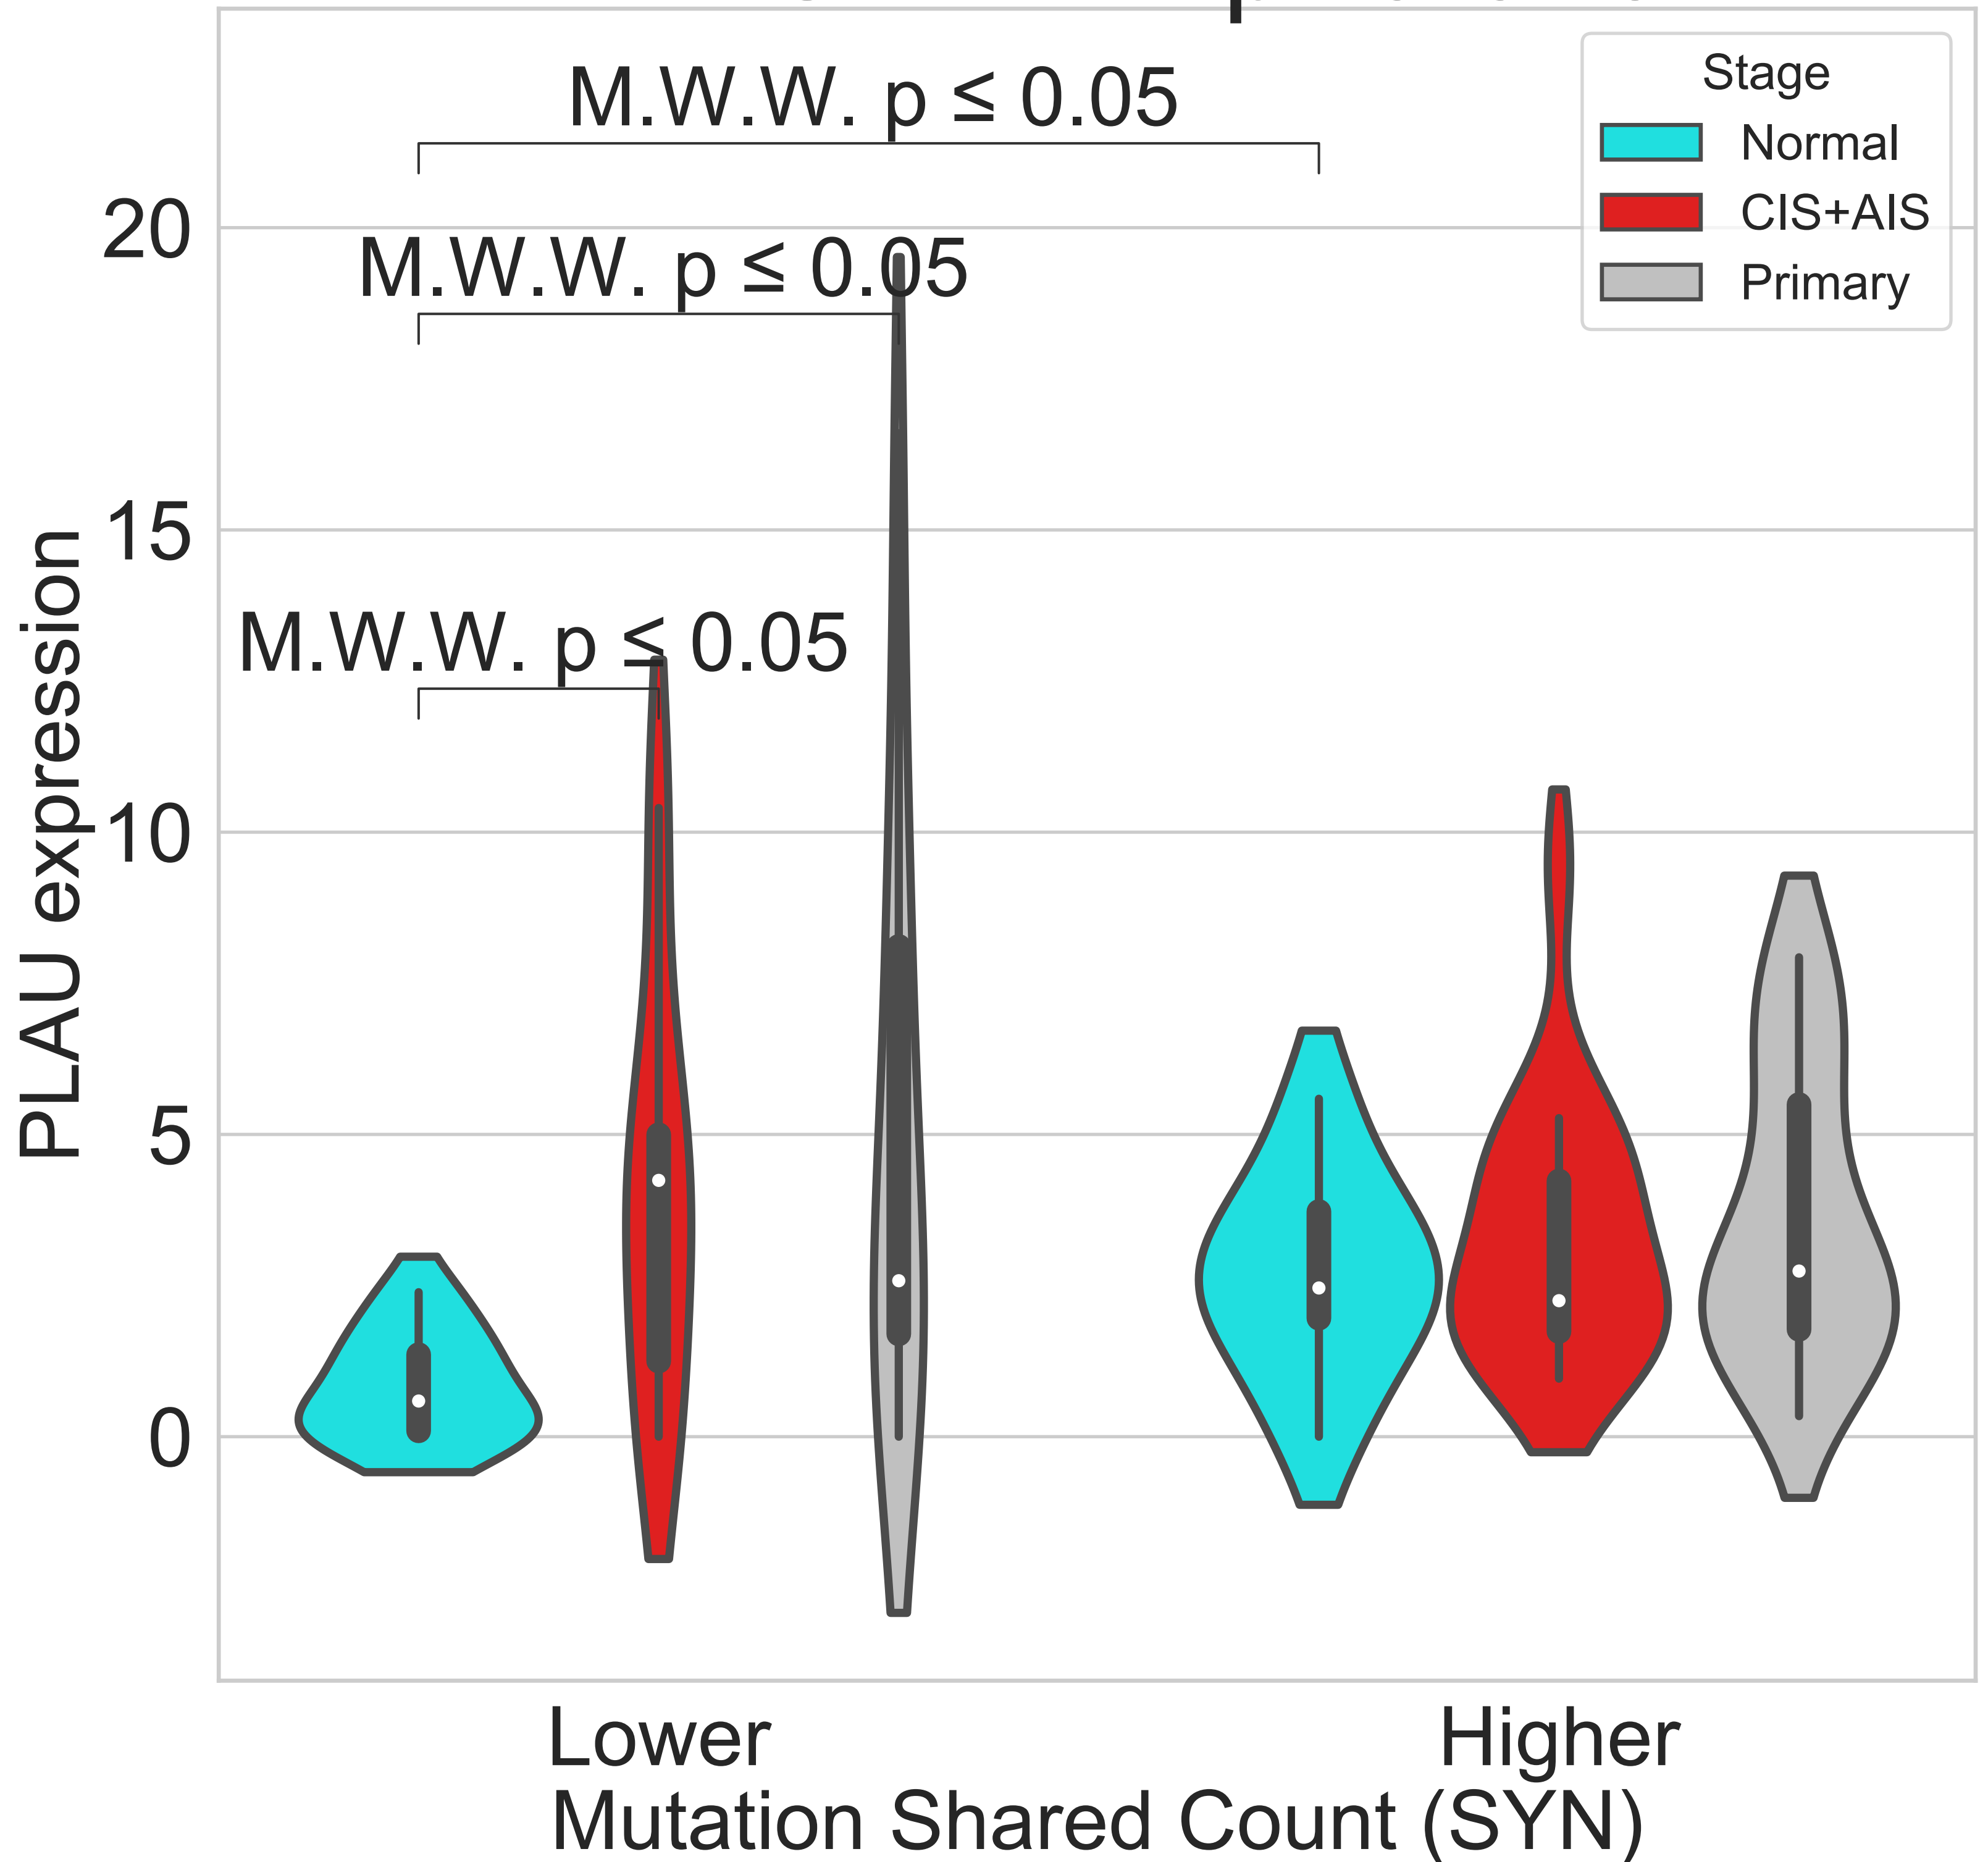 M.W.W. p ≤ 0.05
Stage
Normal
CIS+AIS
Primary
20
M.W.W. p ≤ 0.05
15
M.W.W. p ≤ 0.05
10
5
0
PLAU expression
Lower
Higher
Mutation Shared Count (SYN)